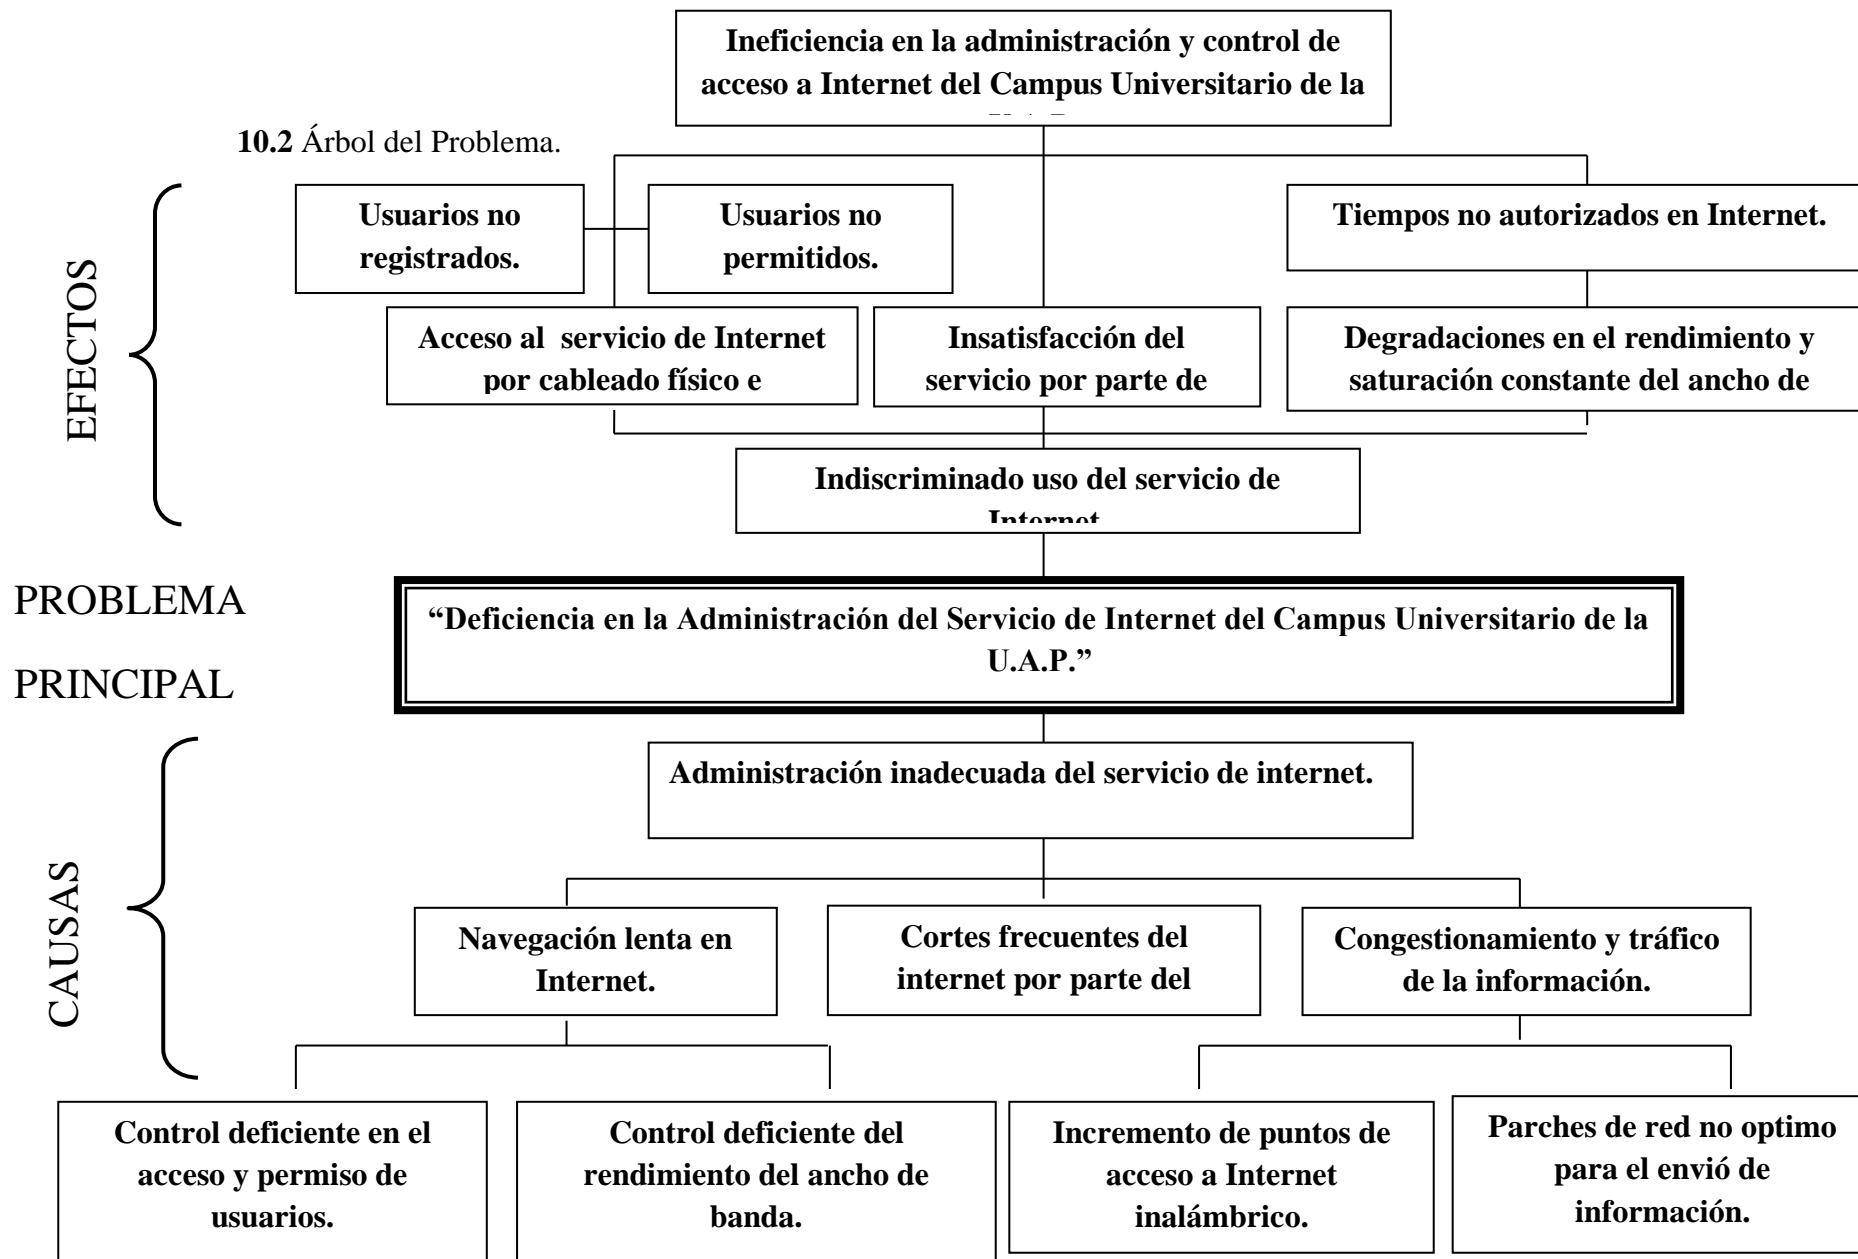 Ineficiencia en la administración y control de
acceso a Internet del Campus Universitario de la
10.2 Árbol del Problema.
Usuarios no
registrados.
Usuarios no
permitidos.
Tiempos no autorizados en Internet.
EFECTOS
Acceso al servicio de Internet
por cableado físico e
Insatisfacción del
servicio por parte de
Degradaciones en el rendimiento y
saturación constante del ancho de
Indiscriminado uso del servicio de
Internet
PROBLEMA
PRINCIPAL
“Deficiencia en la Administración del Servicio de Internet del Campus Universitario de la
U.A.P.”
Administración inadecuada del servicio de internet.
CAUSAS
Navegación lenta en
Internet.
Cortes frecuentes del
internet por parte del
Congestionamiento y tráfico
de la información.
Control deficiente en el
acceso y permiso de
usuarios.
Control deficiente del
rendimiento del ancho de
banda.
Incremento de puntos de
acceso a Internet
inalámbrico.
Parches de red no optimo
para el envió de
información.